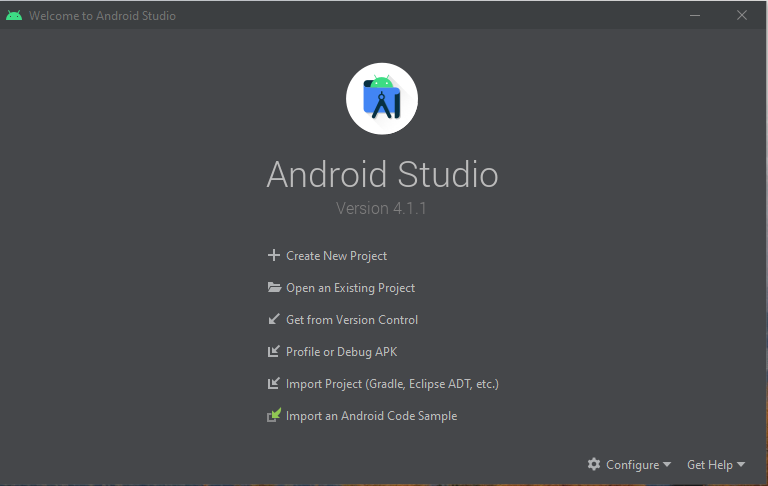 Welcome to Android Studio
Android Studio
Version 4.1.1
Create New Project
Open an Existing Project
Get from Version Control
Profile or Debug APK
Import Project (Gradle, Eclipse ADT, etc.)
Import an Android Code Sample
Configure Get Help